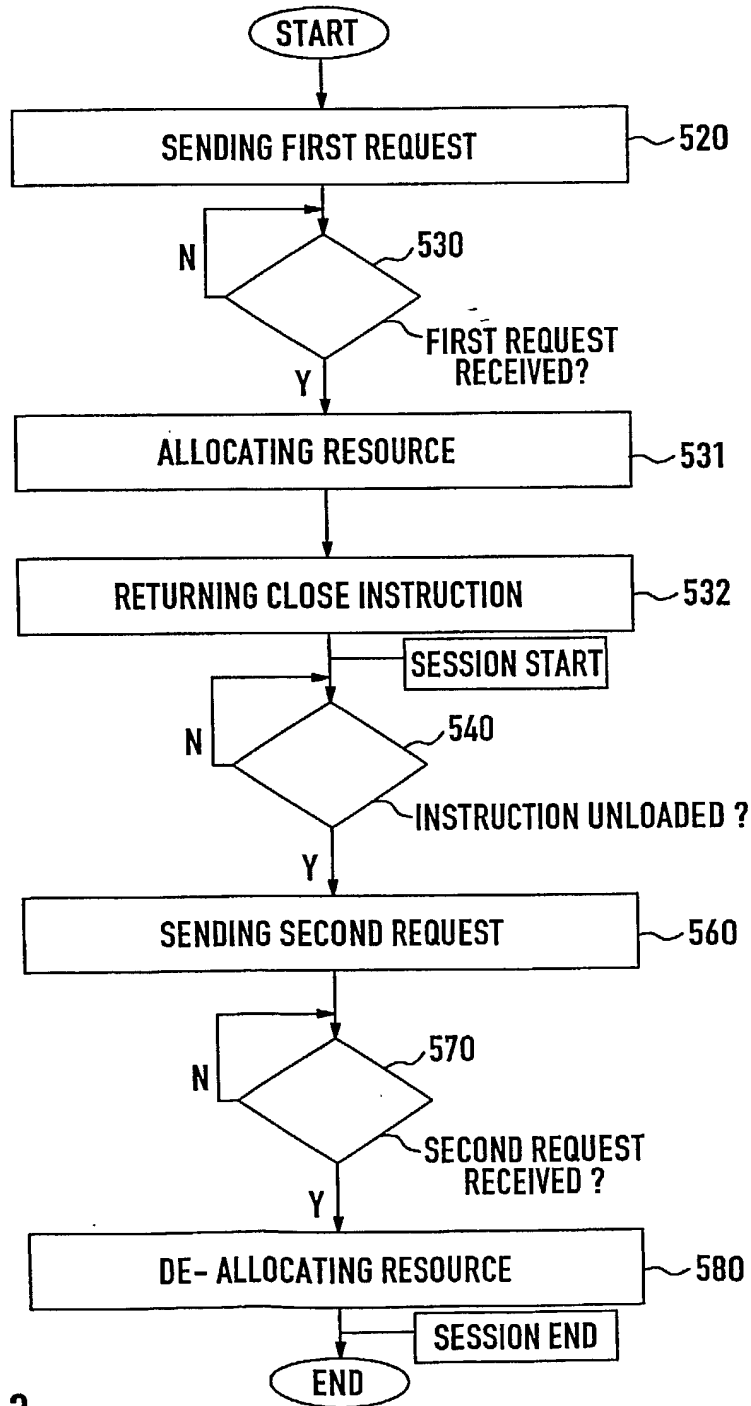 START
SENDING FIRST REQUEST
520
N
530
FIRST REQUEST
RECEIVED?
Y
ALLOCATING RESOURCE
531
RETURNING CLOSE INSTRUCTION
532
SESSION START
N
540
INSTRUCTION UNLOADED ?
Y
SENDING SECOND REQUEST
560
N
570
SECOND REQUEST
RECEIVED ?
Y
DE- ALLOCATING RESOURCE
580
SESSION END
END